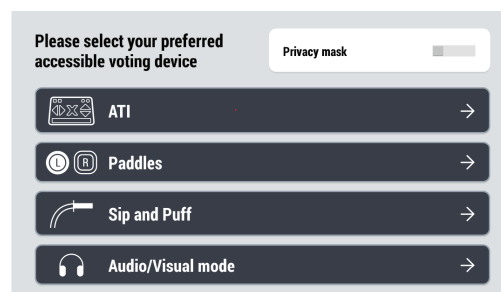 Please select your preferred
accessible voting device
Privacy mask
ATI
L R Paddles
Sip and Puff
Audio/Visual mode